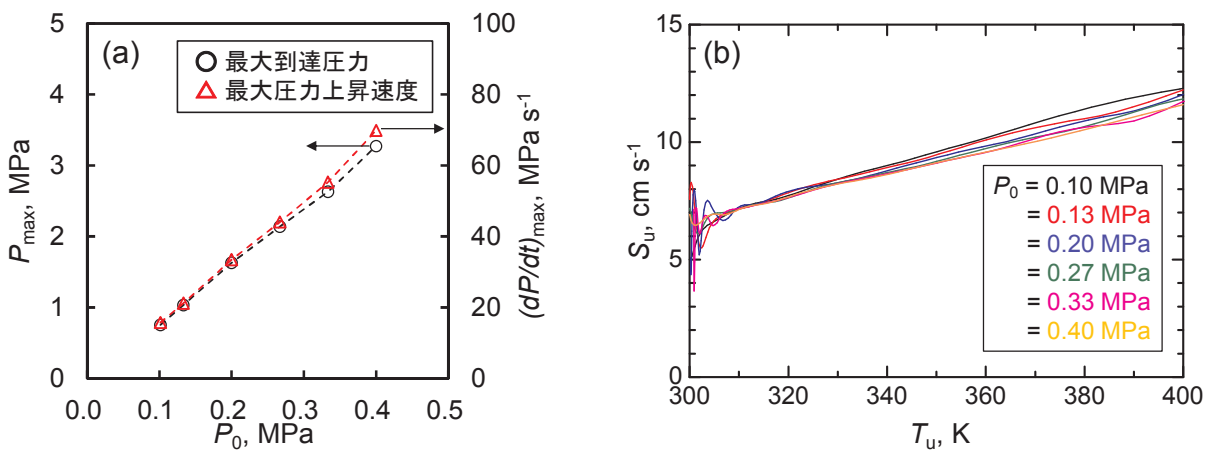 (a)
最大到達圧力
最大圧力上昇速度
5
4
3
2
1
0
Pmax, MPa
100
80
60
40
20
0
(dP/dt)max, MPa s-1
0.0 0.1 0.2 0.3 0.4 0.5
P0, MPa
(b)
15
10
5
0
Su, cm s-1
P0 = 0.10 MPa
= 0.13 MPa
= 0.20 MPa
= 0.27 MPa
= 0.33 MPa
= 0.40 MPa
300 320 340 360 380 400
Tu, K